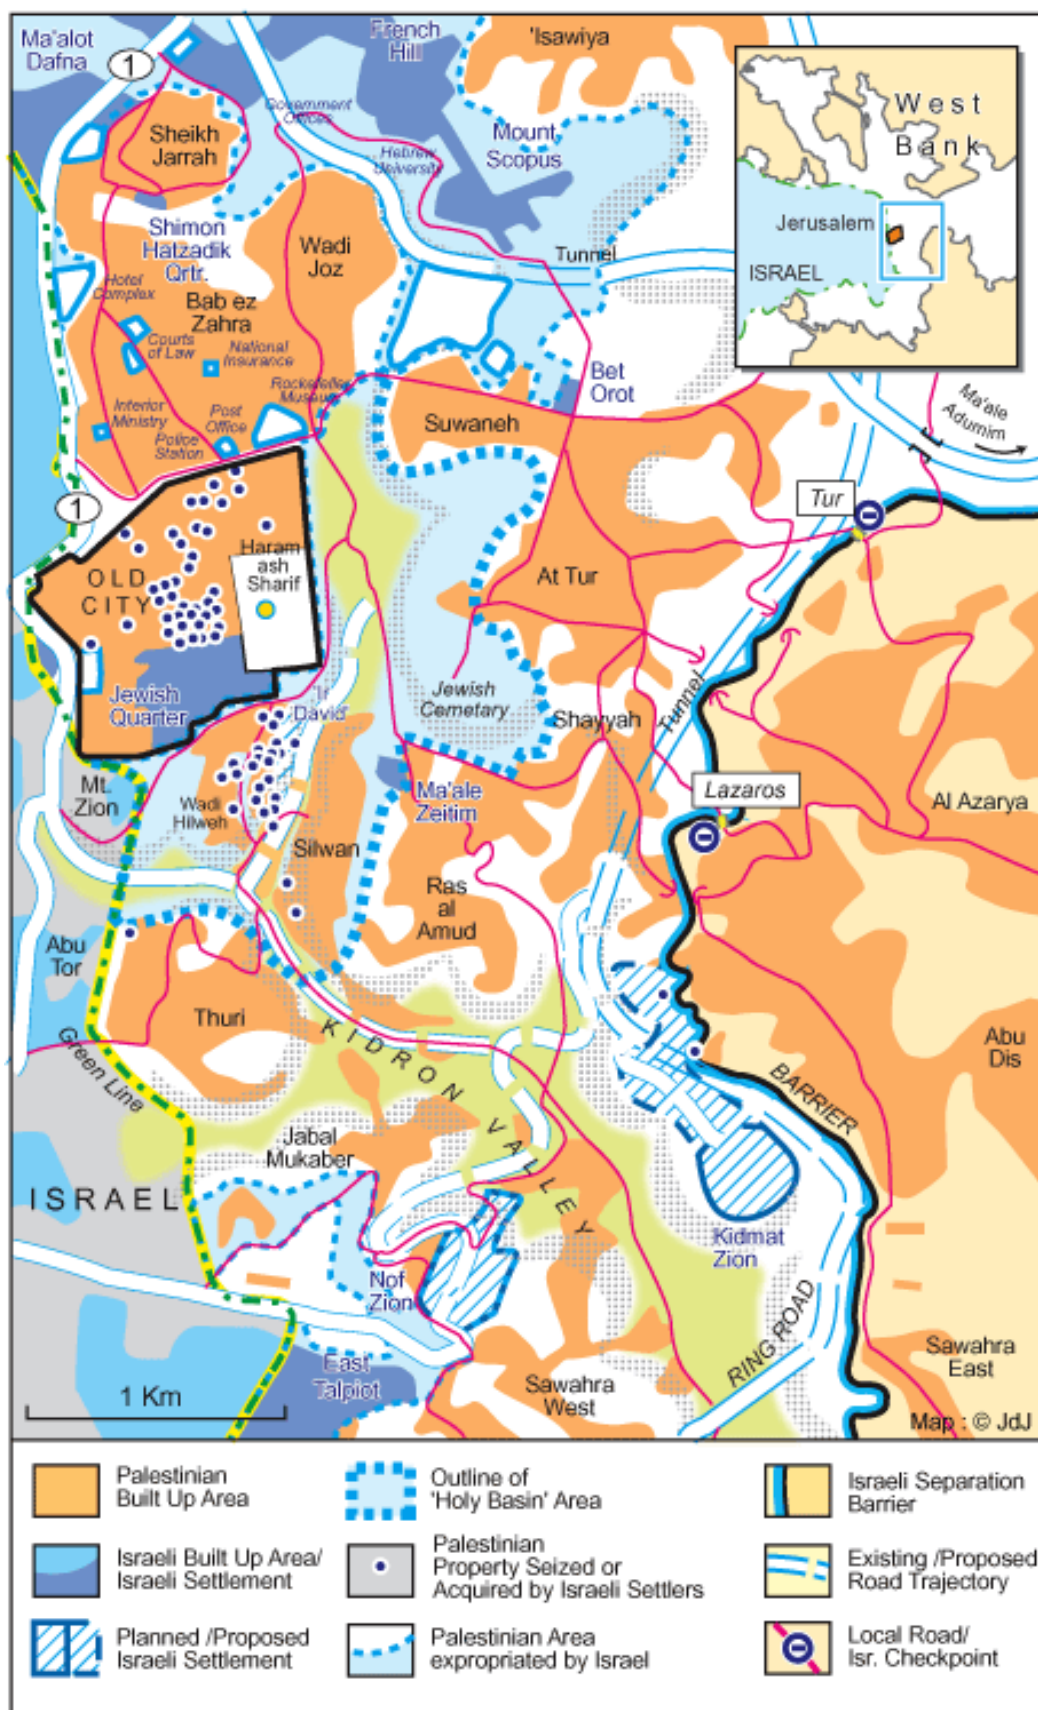 Ma'alot
Dafna
1
French
Hill
'Isawiya
Sheikh
Jarrah
Government
Offices
Hebrew
University
Mount
Scopus
West
Bank
Jerusalem
ISRAEL
Shimon
Hatzadik
Qrtr.
Wadi
Joz
Tunnel
Hotel
Complex
Bab ez
Zahra
Courts
of Law
National
Insurance
Rockefeller
Museum
Interior
Ministry
Post
Office
Police
Station
Suwaneh
Bet
Orot
Ma'ale
Adumim
1
Tur
OLD
CITY
Haram
ash
Sharif
At Tur
Jewish
Quarter
'Ir
David'
Jewish
Cemetary
Shayyah
Tunnel
Mt.
Zion
Wadi
Hilweh
Ma'ale
Zeitim
Lazaros
Al Azarya
Silwan
Ras
al
Amud
Abu
Tor
Thuri
Green Line
KIDRON VALLEY
Abu
Dis
BARRIER
Jabal
Mukaber
ISRAEL
Kidmat
Zion
Nof
Zion
RING ROAD
East
Talpiot
Sawahra
West
Sawahra
East
1 Km
Map : © JdJ
Palestinian
Built Up Area
Outline of
'Holy Basin' Area
Israeli Separation
Barrier
Israeli Built Up Area/
Israeli Settlement
Palestinian
Property Seized or
Acquired by Israeli Settlers
Existing /Proposed
Road Trajectory
Planned /Proposed
Israeli Settlement
Palestinian Area
expropriated by Israel
Local Road/
Isr. Checkpoint